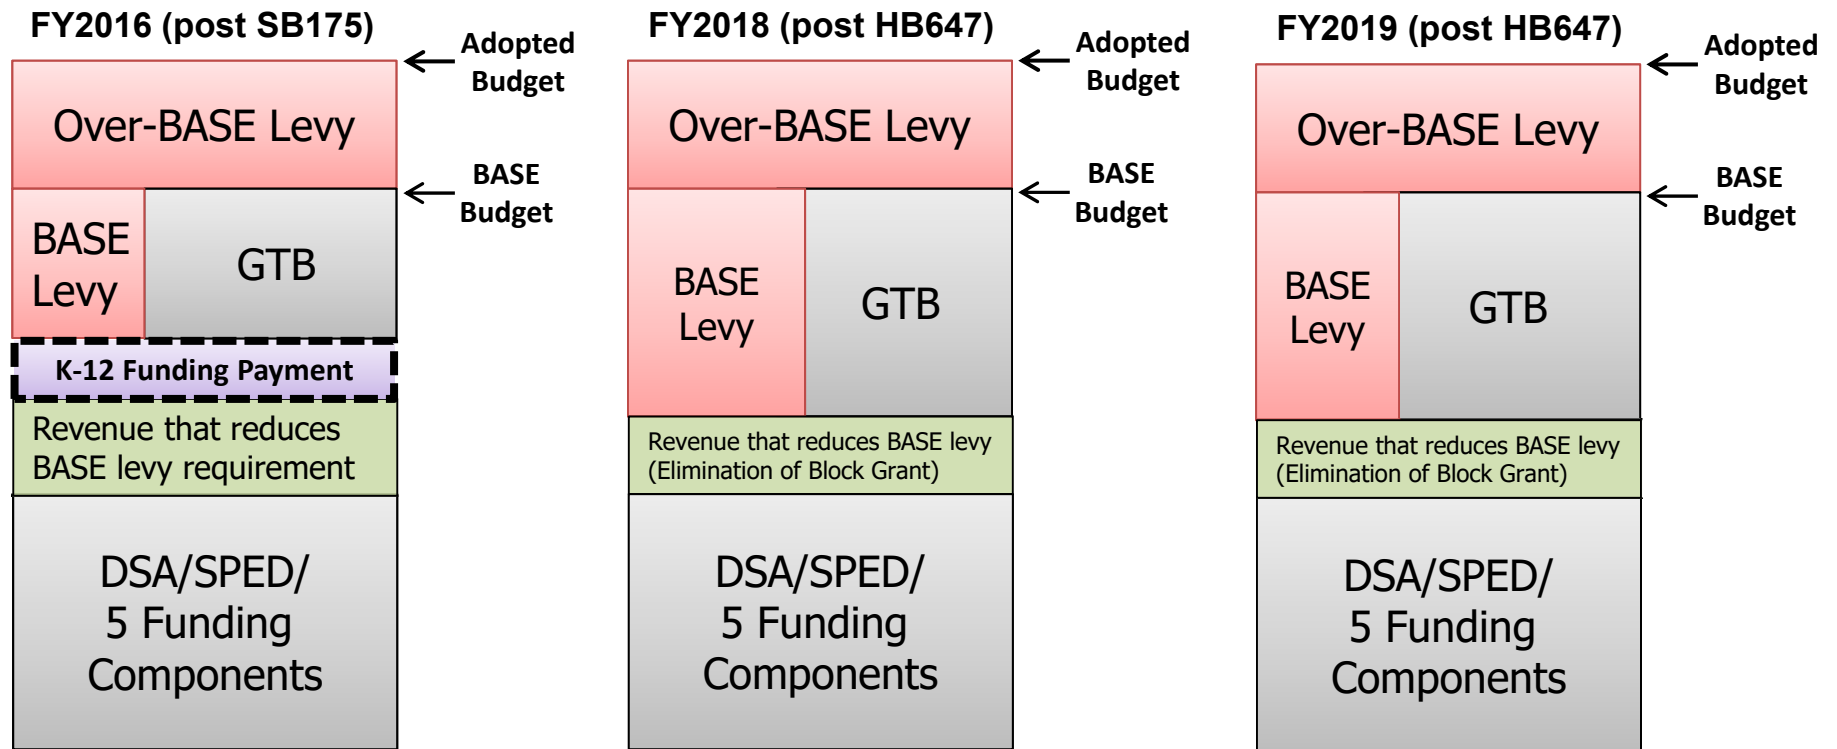 FY2016 (post SB175)
Adopted
Budget
Over-BASE Levy
BASE
Budget
BASE
Levy
GTB
K-12 Funding Payment
Revenue that reduces
BASE levy requirement
DSA/SPED/
5 Funding
Components
FY2018 (post HB647)
Adopted
Budget
Over-BASE Levy
BASE
Budget
BASE
Levy
GTB
Revenue that reduces BASE levy
(Elimination of Block Grant)
DSA/SPED/
5 Funding
Components
FY2019 (post HB647)
Adopted
Budget
Over-BASE Levy
BASE
Budget
BASE
Levy
GTB
Revenue that reduces BASE levy
(Elimination of Block Grant)
DSA/SPED/
5 Funding
Components